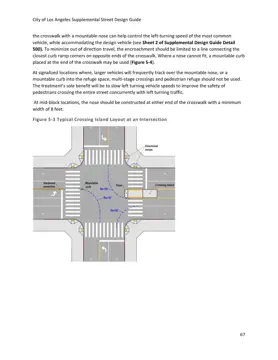 City of Los Angeles Supplemental Street Design Guide
the crosswalk with a mountable nose can help control the left-turning speed of the most common
vehicle, while accommodating the design vehicle (see Sheet 2 of Supplemental Design Guide Detail
500). To minimize out of direction travel, the encroachment should be limited to a line connecting the
closest curb ramp corners on opposite ends of the crosswalk. Where a nose cannot fit, a mountable curb
placed at the end of the crosswalk may be used (Figure 5-4).
At signalized locations where, larger vehicles will frequently track over the mountable nose, or a
mountable curb into the refuge space, multi-stage crossings and pedestrian refuge should not be used.
The treatment's sole benefit will be to slow left turning vehicle speeds to improve the safety of
pedestrians crossing the entire street concurrently with left turning traffic.
At mid-block locations, the nose should be constructed at either end of the crosswalk with a minimum
width of 8 feet.
Figure 5-3 Typical Crossing Island Layout at an Intersection
Directional
ramps
Mountable
curb
Nose
Crossing Island
67